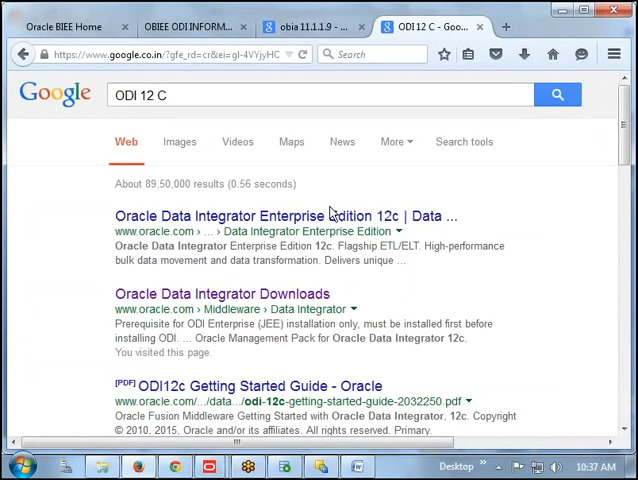 Oracle BIEE Home
OBIEE ODI INFORM...
obia 11.1.1.9 - ...
ODI 12 C - Goo...
https://www.google.co.in/?gfe_rd=cr&ei=gl-4VYjyHC
Search
Google
ODI 12 C
Web Images Videos Maps News More Search tools
About 89,50,000 results (0.56 seconds)
Oracle Data Integrator Enterprise Edition 12c | Data ...
www.oracle.com › ... › Data Integrator Enterprise Edition
Oracle Data Integrator Enterprise Edition 12c. Flagship ETL/ELT. High-performance
bulk data movement and data transformation. Delivers unique ...
Oracle Data Integrator Downloads
www.oracle.com › Middleware › Data Integrator
Prerequisite for ODI Enterprise (JEE) installation only, must be installed first before
installing ODI. ... Oracle Management Pack for Oracle Data Integrator 12c.
You visited this page.
[PDF] ODI12c Getting Started Guide - Oracle
www.oracle.com/.../data.../odi-12c-getting-started-guide-2032250.pdf
Oracle Fusion Middleware Getting Started with Oracle Data Integrator, 12c. Copyright
© 2010, 2015, Oracle and/or its affiliates. All rights reserved. Primary.
Desktop
10:37 AM